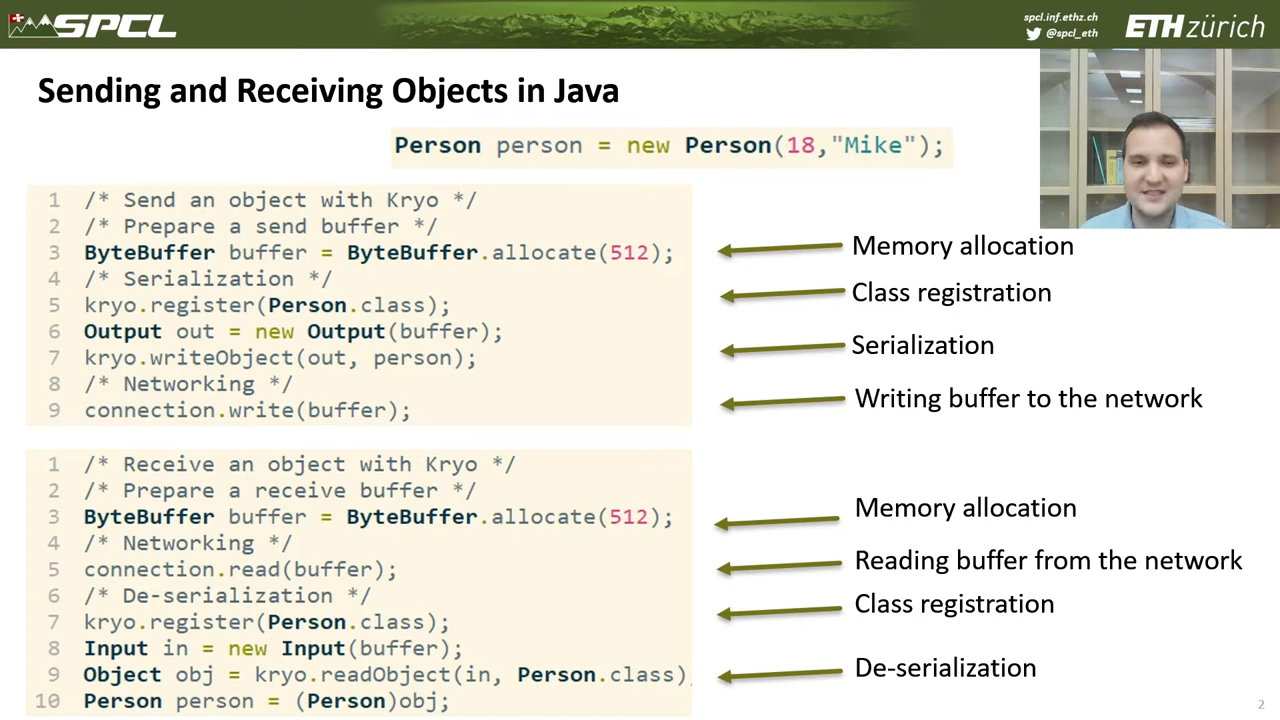 SPCL
spcl.inf.ethz.ch
@spcl_eth
ETH zürich
Sending and Receiving Objects in Java
Person person = new Person(18,"Mike");
1 /* Send an object with Kryo */
2 /* Prepare a send buffer */
3 ByteBuffer buffer = ByteBuffer.allocate(512);
4 /* Serialization */
5 kryo.register(Person.class);
6 Output out = new Output(buffer);
7 kryo.writeObject(out, person);
8 /* Networking */
9 connection.write(buffer);
Memory allocation
Class registration
Serialization
Writing buffer to the network
1 /* Receive an object with Kryo */
2 /* Prepare a receive buffer */
3 ByteBuffer buffer = ByteBuffer.allocate(512);
4 /* Networking */
5 connection.read(buffer);
6 /* De-serialization */
7 kryo.register(Person.class);
8 Input in = new Input(buffer);
9 Object obj = kryo.readObject(in, Person.class)
10 Person person = (Person)obj;
Memory allocation
Reading buffer from the network
Class registration
De-serialization
2